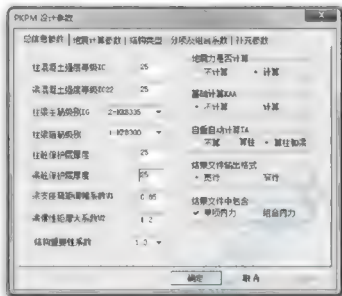 PKPM 设计参数
总信息参数 地震计算参数 结构类型 分项及组合系数 补充参数
柱混凝土强度等级IC 25
梁混凝土强度等级 25
柱梁主筋级别IG 2-HRB335
柱梁箍筋级别 1-HPB300
柱筋保护层厚度 25
梁筋保护层厚度 25
梁支座负弯矩调幅系数 0.85
梁惯性矩增大系数 1.2
结构重要性系数 1.0
地震力是否计算
不计算 计算
基础计算KAA
不计算 计算
自重自动计算IA
不算 算柱 算柱和梁
结果文件输出格式
宽行 窄行
结果文件中包含
单项内力 组合内力
确定 取消